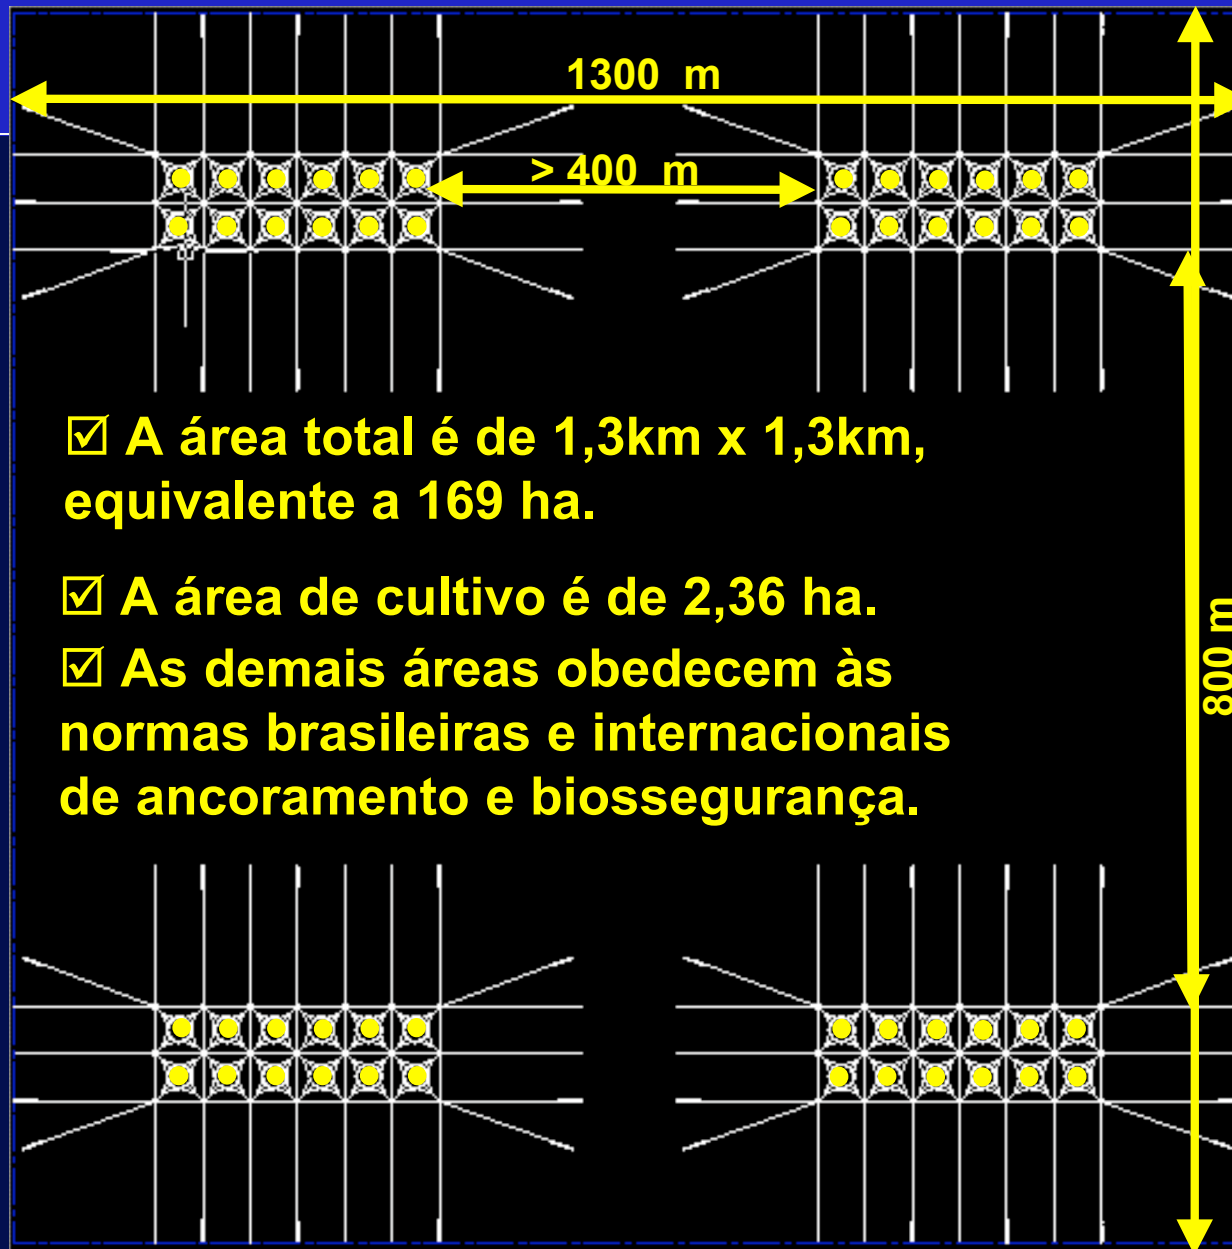 1300 m
> 400 m
☑ A área total é de 1,3km x 1,3km,
equivalente a 169 ha.
☑ A área de cultivo é de 2,36 ha.
☑ As demais áreas obedecem às
normas brasileiras e internacionais
de ancoramento e biossegurança.
800 m